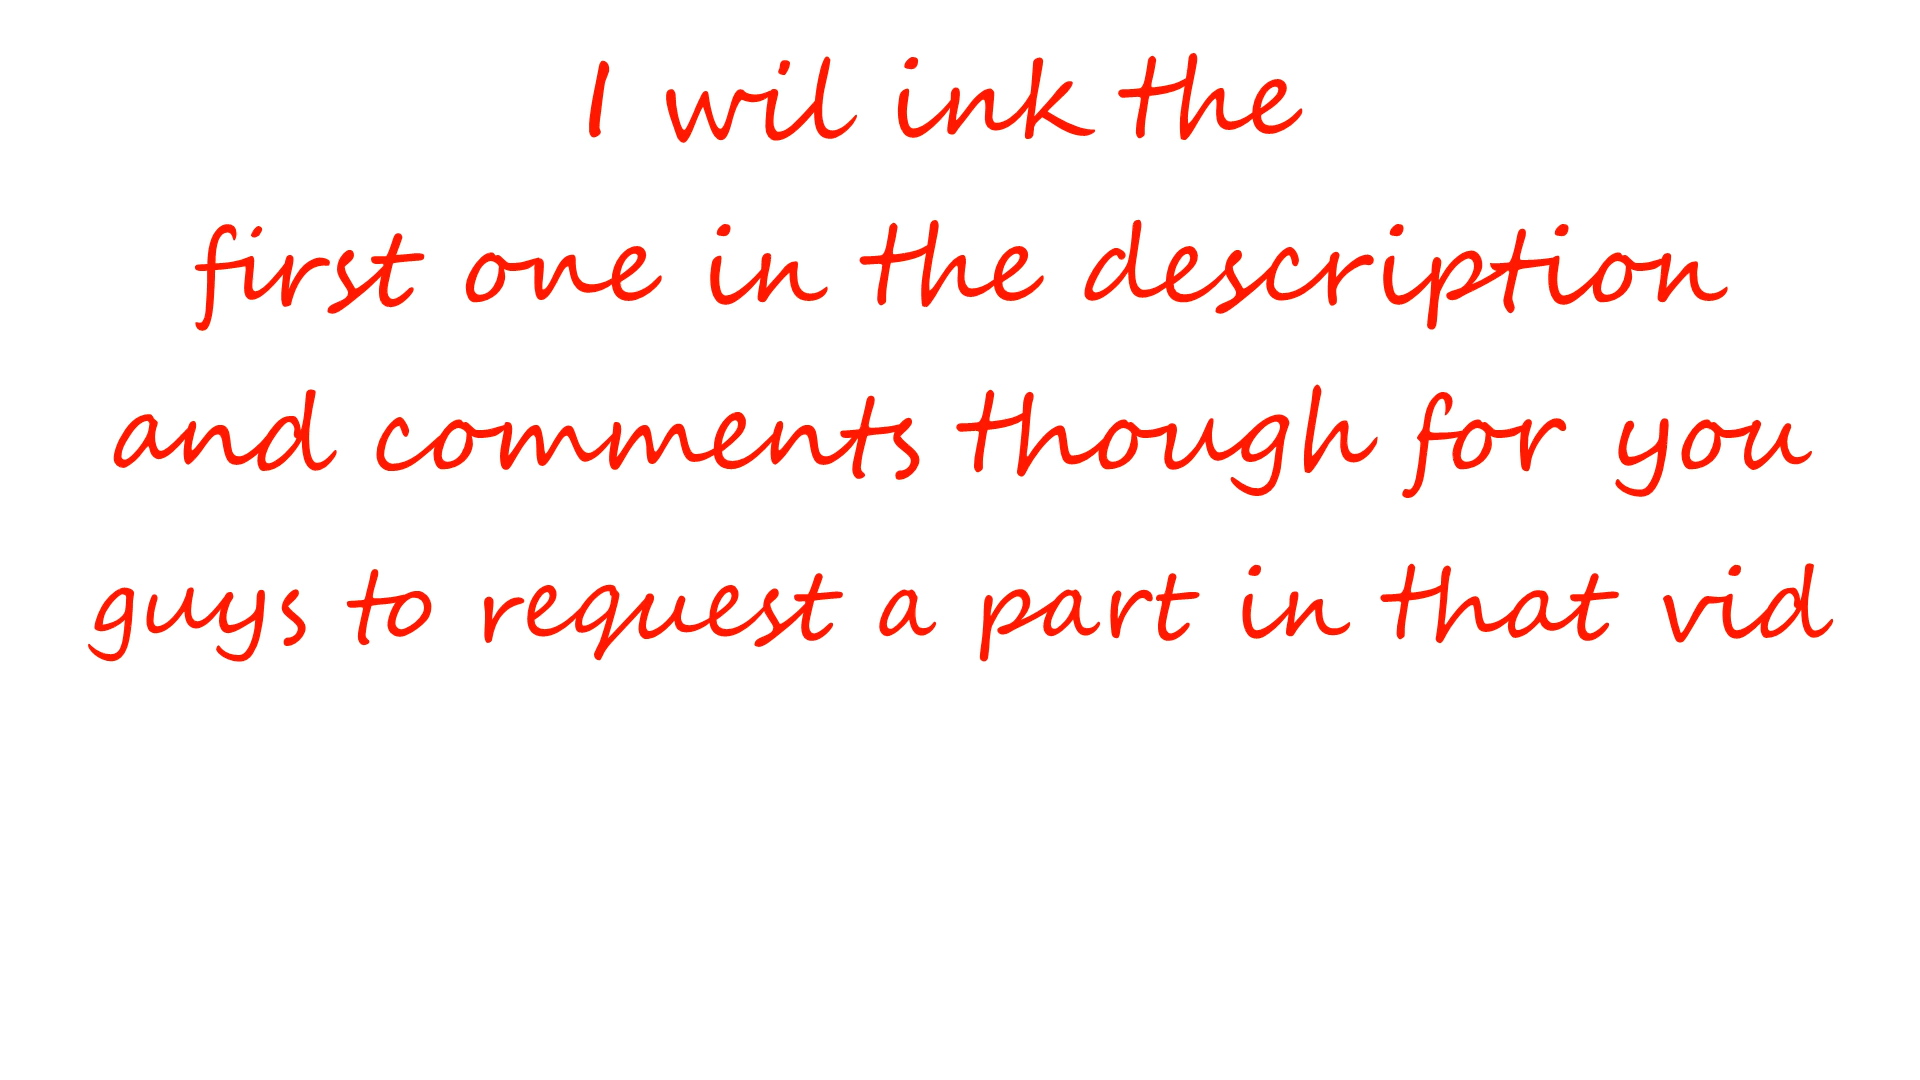 I wil ink the
first one in the description
and comments though for you
guys to request a part in that vid